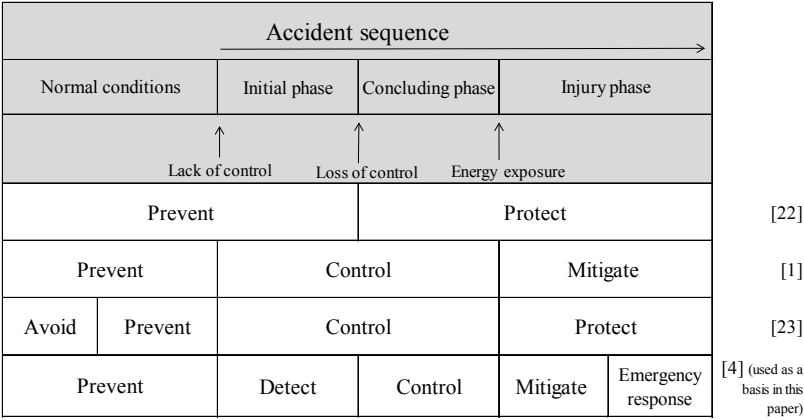 Accident sequence
Normal conditions Initial phase Concluding phase Injury phase
Lack of control Loss of control Energy exposure
Prevent Protect [22]
Prevent Control Mitigate [1]
Avoid Prevent Control Protect [23]
Prevent Detect Control Mitigate Emergency response [4] (used as a basis in this paper)